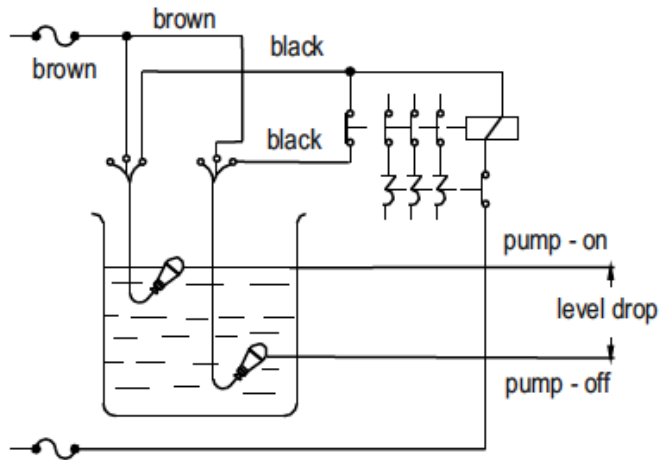 brown
brown
black
black
pump - on
level drop
pump - off